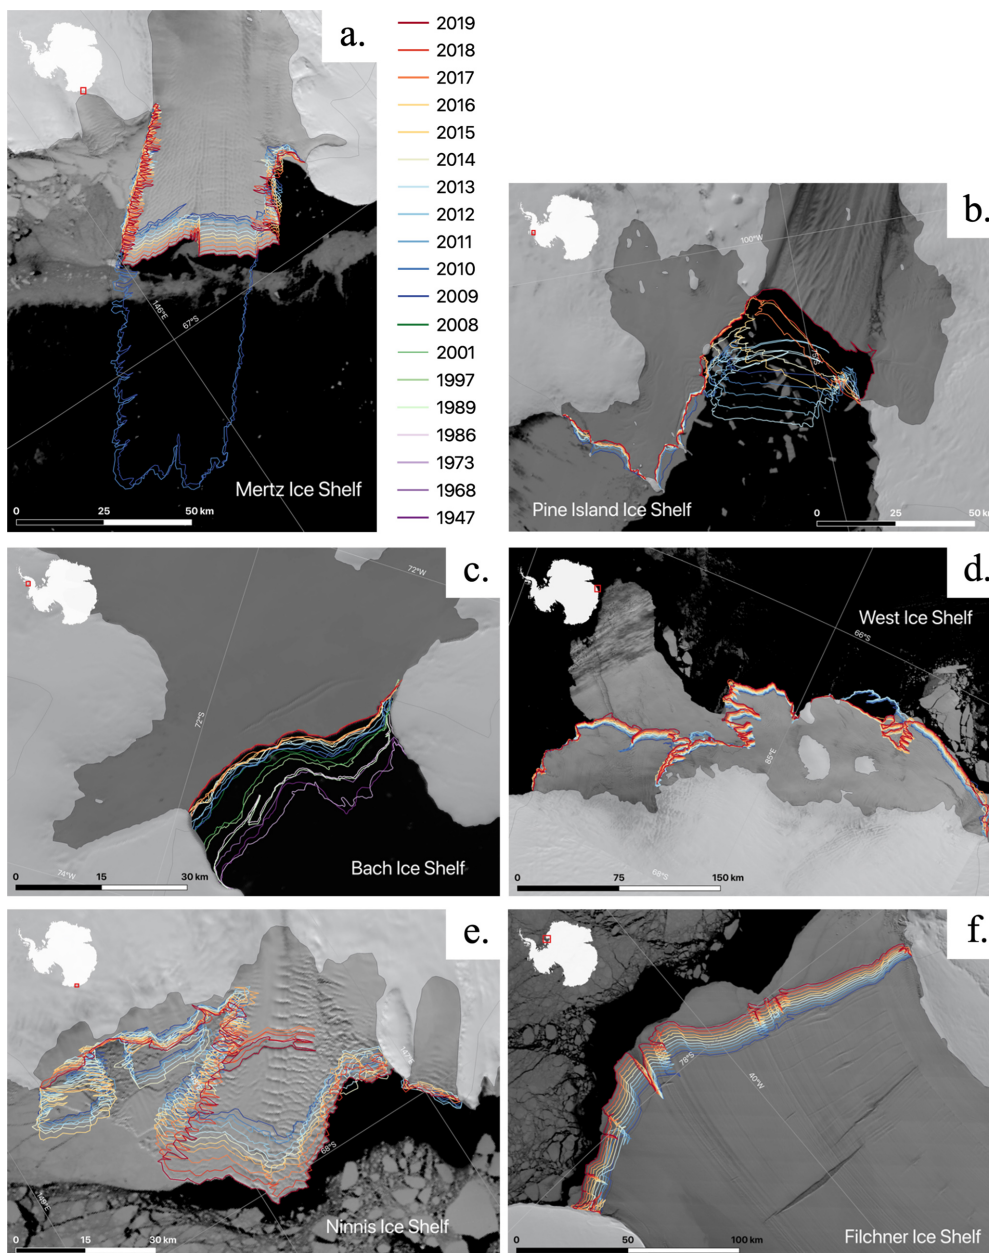 a.
146°E
67°S
Mertz Ice Shelf
0 25 50 km
2019
2018
2017
2016
2015
2014
2013
2012
2011
2010
2009
2008
2001
1997
1989
1986
1973
1968
1947
b.
100°W
Pine Island Ice Shelf
0 25 50 km
c.
72°W
72°S
74°W
Bach Ice Shelf
0 15 30 km
d.
West Ice Shelf
66°S
85°E
68°S
0 75 150 km
e.
68°S
Ninnis Ice Shelf
0 15 30 km
f.
78°S
40°W
Filchner Ice Shelf
0 50 100 km